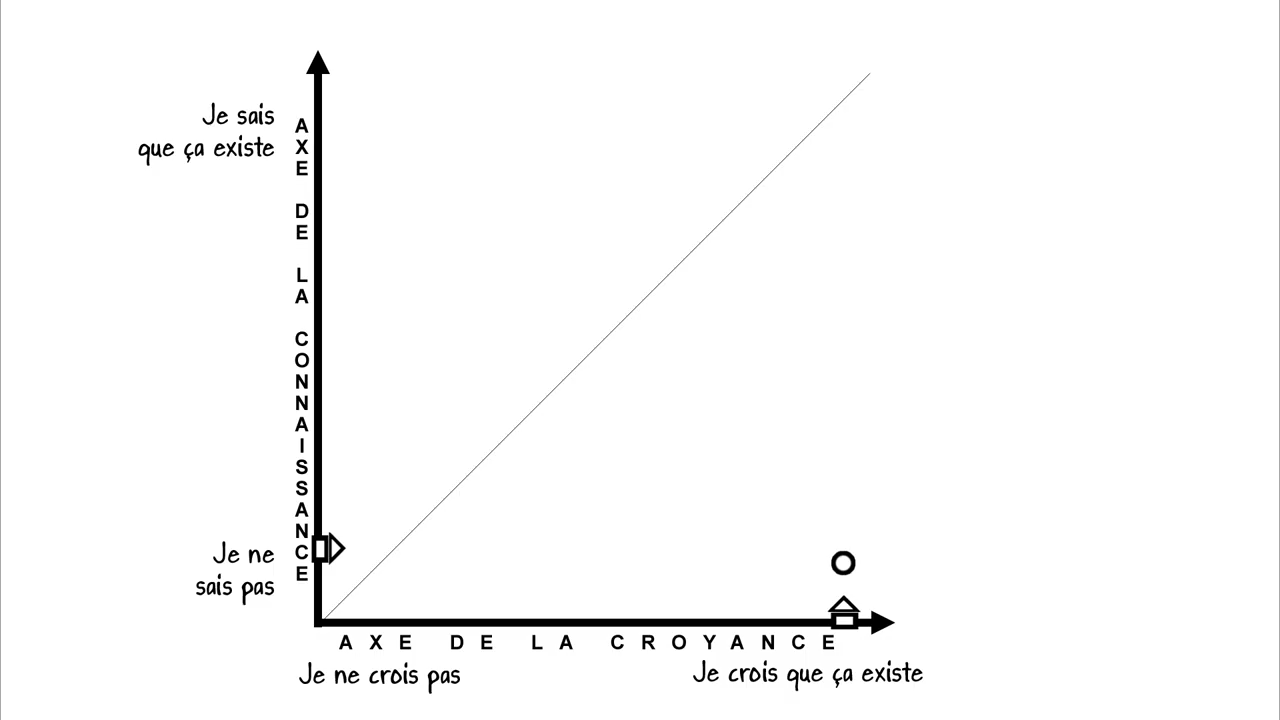 Je sais
que ça existe
AXE DE LA CONNAISSANCE
Je ne
sais pas
AXE DE LA CROYANCE
Je ne crois pas
Je crois que ça existe